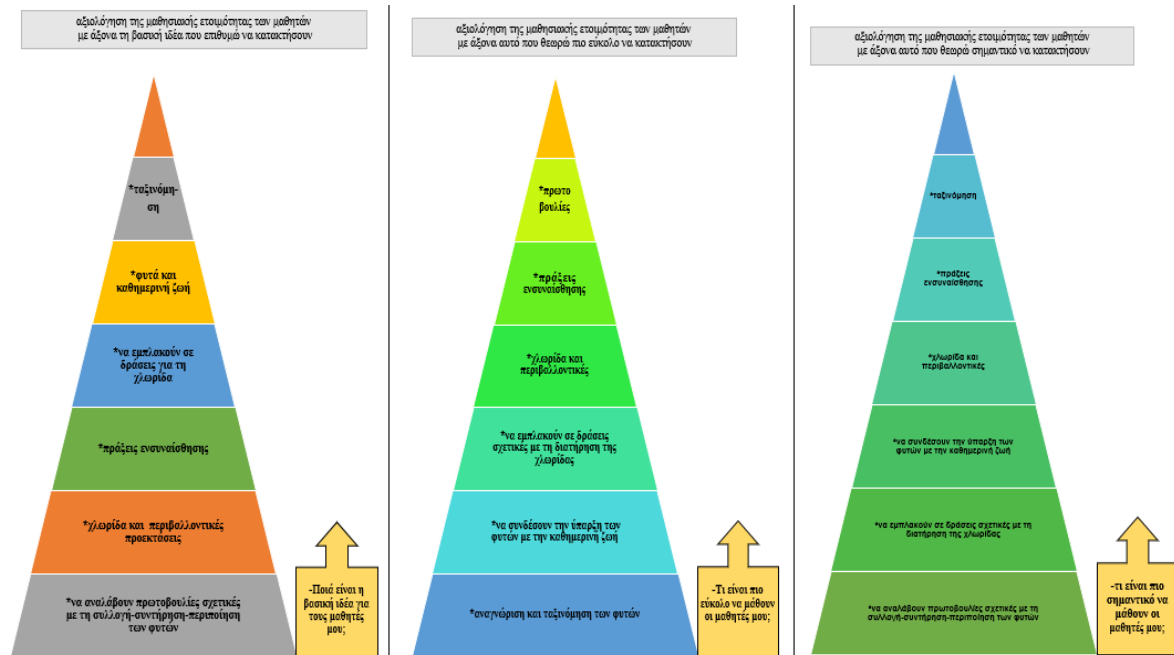 αξιολόγηση της μαθησιακής ετοιμότητας των μαθητών
με άξονα τη βασική ιδέα που επιθυμώ να κατακτήσουν
*ταξινόμη-
ση
*φυτά και
καθημερινή ζωή
*να εμπλακούν σε
δράσεις για τη
χλωρίδα
*πράξεις ενσυναίσθησης
*χλωρίδα και περιβαλλοντικές
προεκτάσεις
*να αναλάβουν πρωτοβουλίες σχετικές
με τη συλλογή-συντήρηση-περιποίηση
των φυτών
-Ποιά είναι η
βασική ιδέα για
τους μαθητές
μου;
αξιολόγηση της μαθησιακής ετοιμότητας των μαθητών
με άξονα αυτό που θεωρώ πιο εύκολο να κατακτήσουν
*πρωτο
βουλίες
*πράξεις
ενσυναίσθησης
*χλωρίδα και
περιβαλλοντικές
*να εμπλακούν σε δράσεις
σχετικές με τη διατήρηση της
χλωρίδας
*να συνδέσουν την ύπαρξη των
φυτών με την καθημερινή ζωή
*αναγνώριση και ταξινόμηση των φυτών
-Τι είναι πιο
εύκολο να μάθουν
οι μαθητές μου;
αξιολόγηση της μαθησιακής ετοιμότητας των μαθητών
με άξονα αυτό που θεωρώ σημαντικό να κατακτήσουν
*ταξινόμηση
*πράξεις
ενσυναίσθησης
*χλωρίδα και
περιβαλλοντικές
*να συνδέσουν την ύπαρξη των
φυτών με την καθημερινή ζωή
*να εμπλακούν σε δράσεις σχετικές με τη
διατήρηση της χλωρίδας
*να αναλάβουν πρωτοβουλίες σχετικές με τη
συλλογή-συντήρηση-περιποίηση των φυτών
-τι είναι πιο
σημαντικό να
μάθουν οι
μαθητές μου;